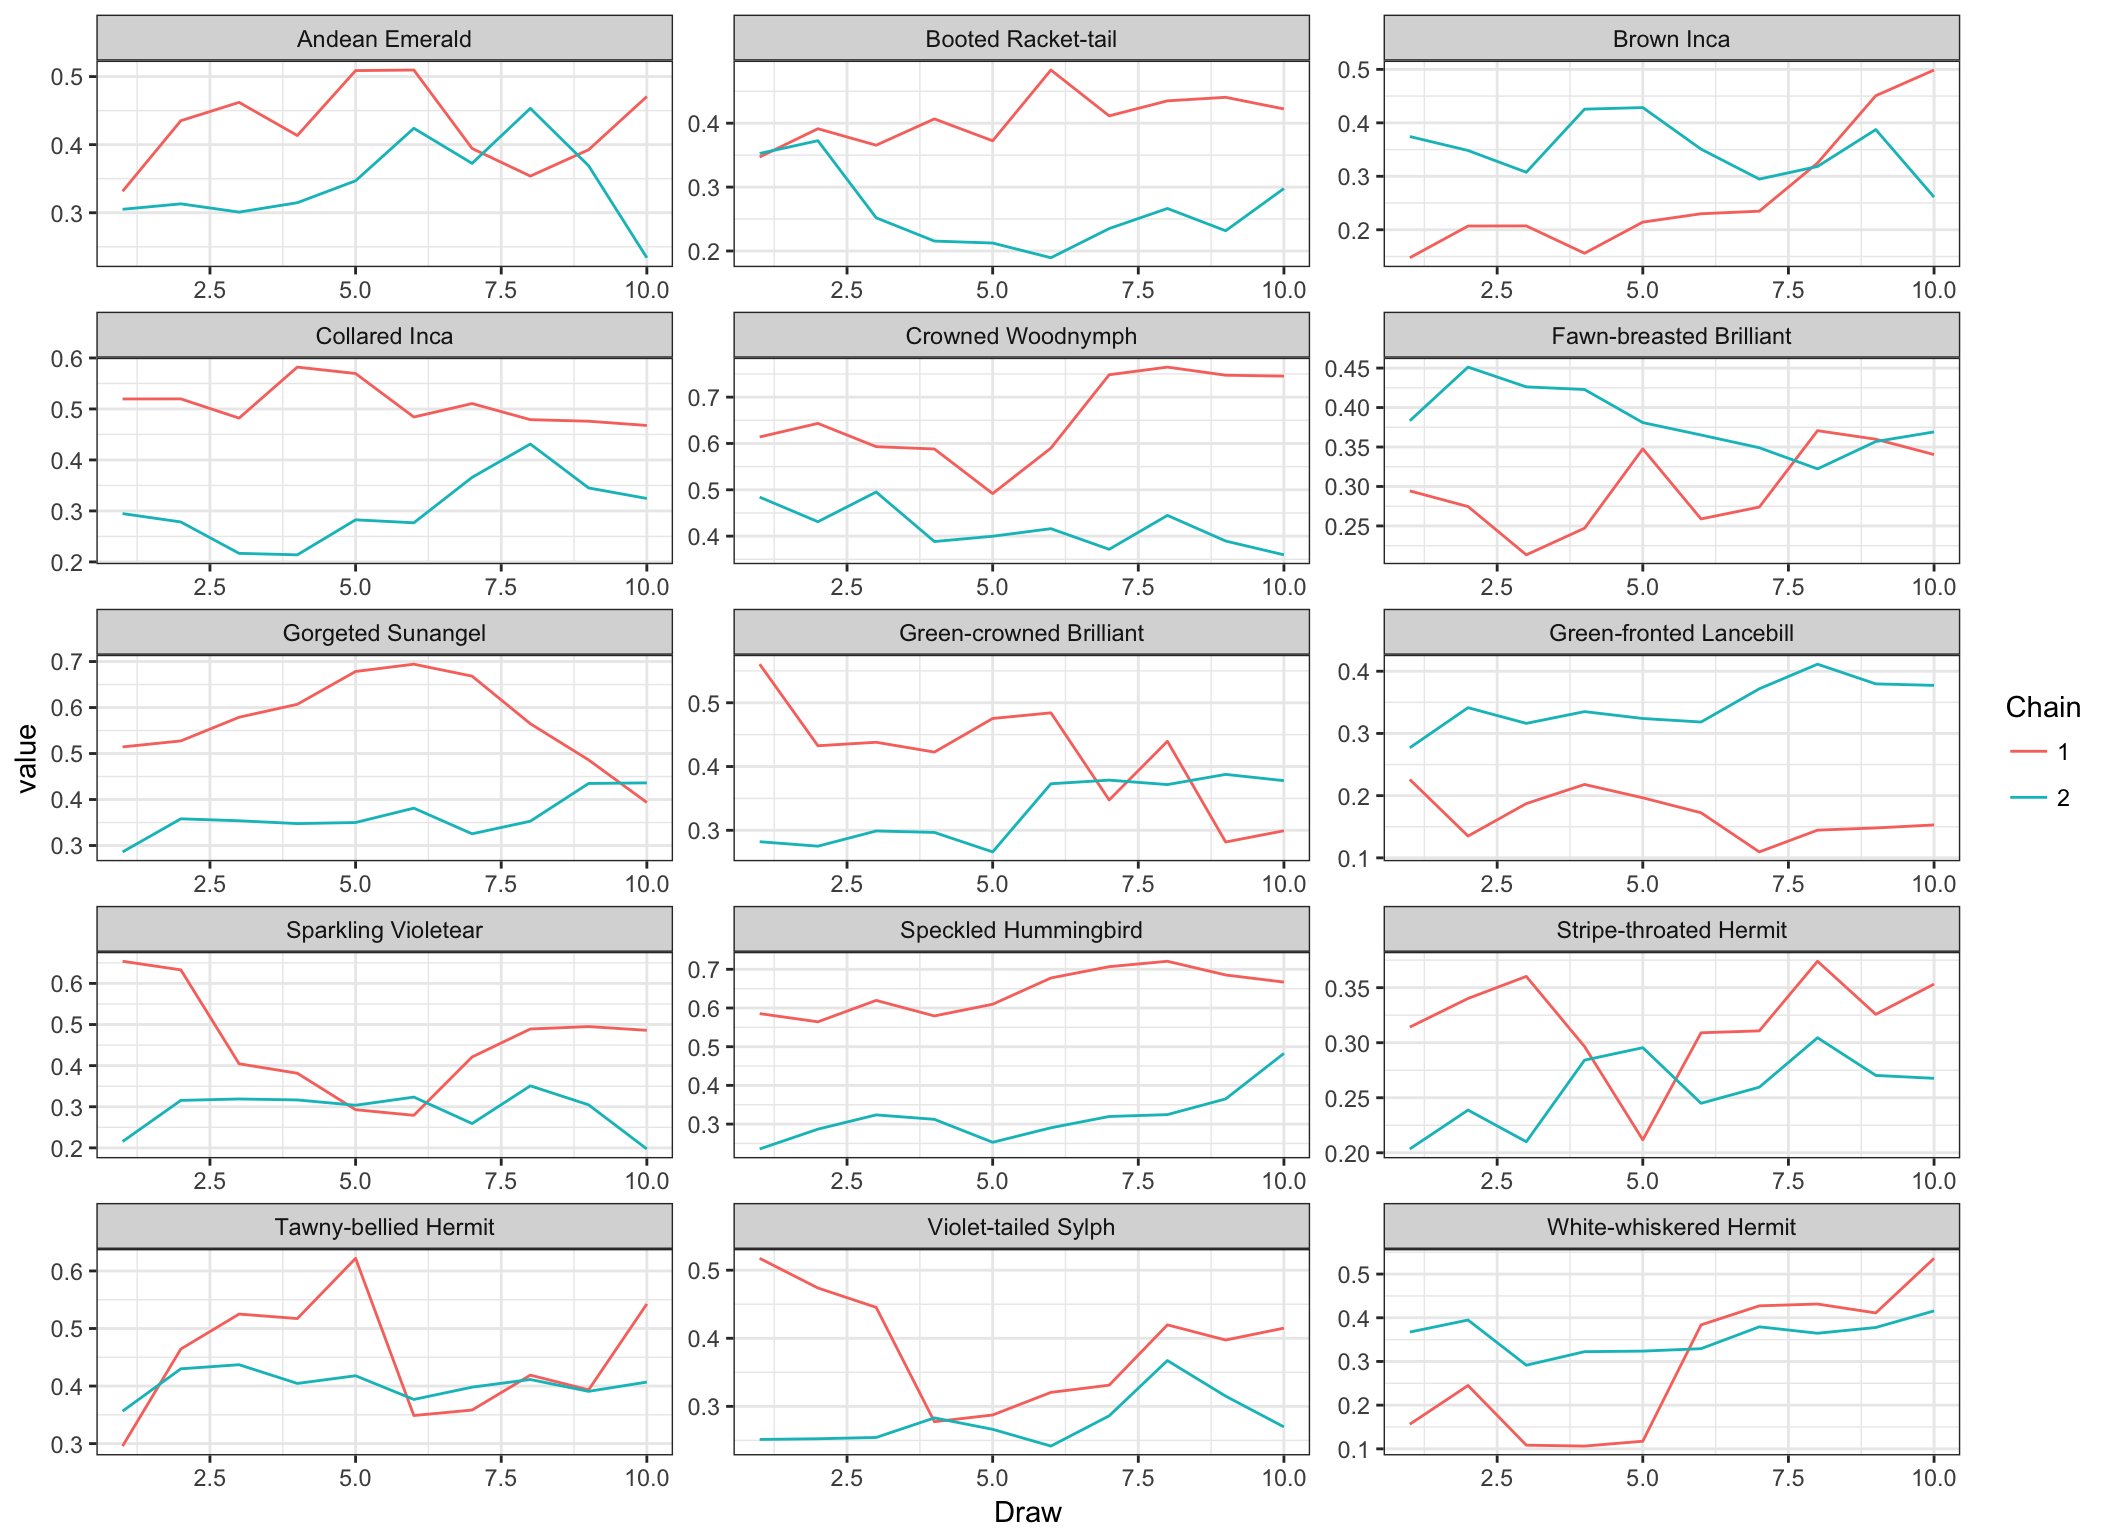 Andean Emerald
0.5
0.4
0.3
2.5 5.0 7.5 10.0
Booted Racket-tail
0.4
0.3
0.2
2.5 5.0 7.5 10.0
Brown Inca
0.5
0.4
0.3
0.2
2.5 5.0 7.5 10.0
Collared Inca
0.6
0.5
0.4
0.3
0.2
2.5 5.0 7.5 10.0
Crowned Woodnymph
0.7
0.6
0.5
0.4
2.5 5.0 7.5 10.0
Fawn-breasted Brilliant
0.45
0.40
0.35
0.30
0.25
2.5 5.0 7.5 10.0
Gorgeted Sunangel
0.7
0.6
0.5
0.4
0.3
2.5 5.0 7.5 10.0
Green-crowned Brilliant
0.5
0.4
0.3
2.5 5.0 7.5 10.0
Green-fronted Lancebill
0.4
0.3
0.2
0.1
2.5 5.0 7.5 10.0
Sparkling Violetear
0.6
0.5
0.4
0.3
0.2
2.5 5.0 7.5 10.0
Speckled Hummingbird
0.7
0.6
0.5
0.4
0.3
2.5 5.0 7.5 10.0
Stripe-throated Hermit
0.35
0.30
0.25
0.20
2.5 5.0 7.5 10.0
Tawny-bellied Hermit
0.6
0.5
0.4
0.3
2.5 5.0 7.5 10.0
Violet-tailed Sylph
0.5
0.4
0.3
2.5 5.0 7.5 10.0
White-whiskered Hermit
0.5
0.4
0.3
0.2
0.1
2.5 5.0 7.5 10.0
value
Draw
Chain
1
2